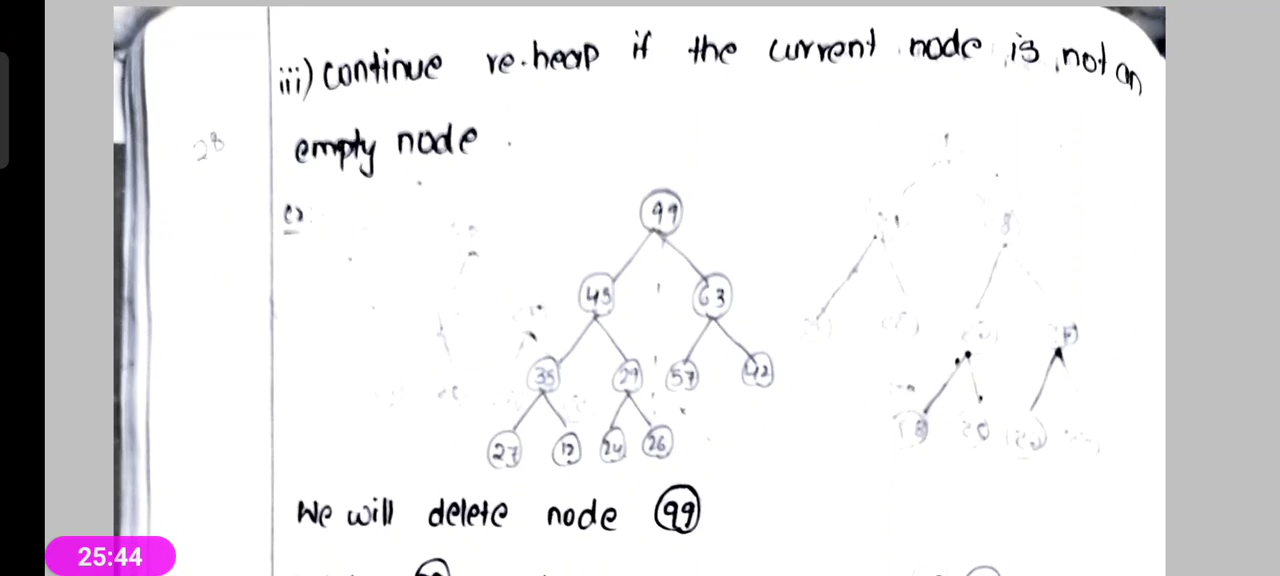 iii) continue re-heap if the current node is not an
empty node.
28
99
45 63
35 29 57 42
27 12 24 26
We will delete node 99
25:44